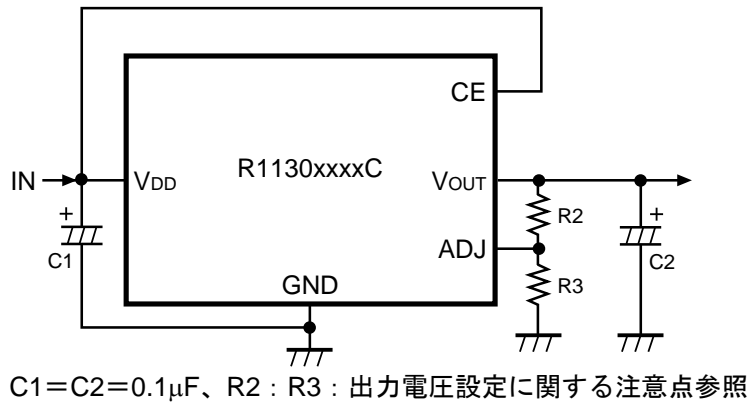 CE
R1130xxxxC
IN
VDD
VOUT
+
+
R2
C1
ADJ
C2
R3
GND
C1＝C2＝0.1μF、R2：R3：出力電圧設定に関する注意点参照